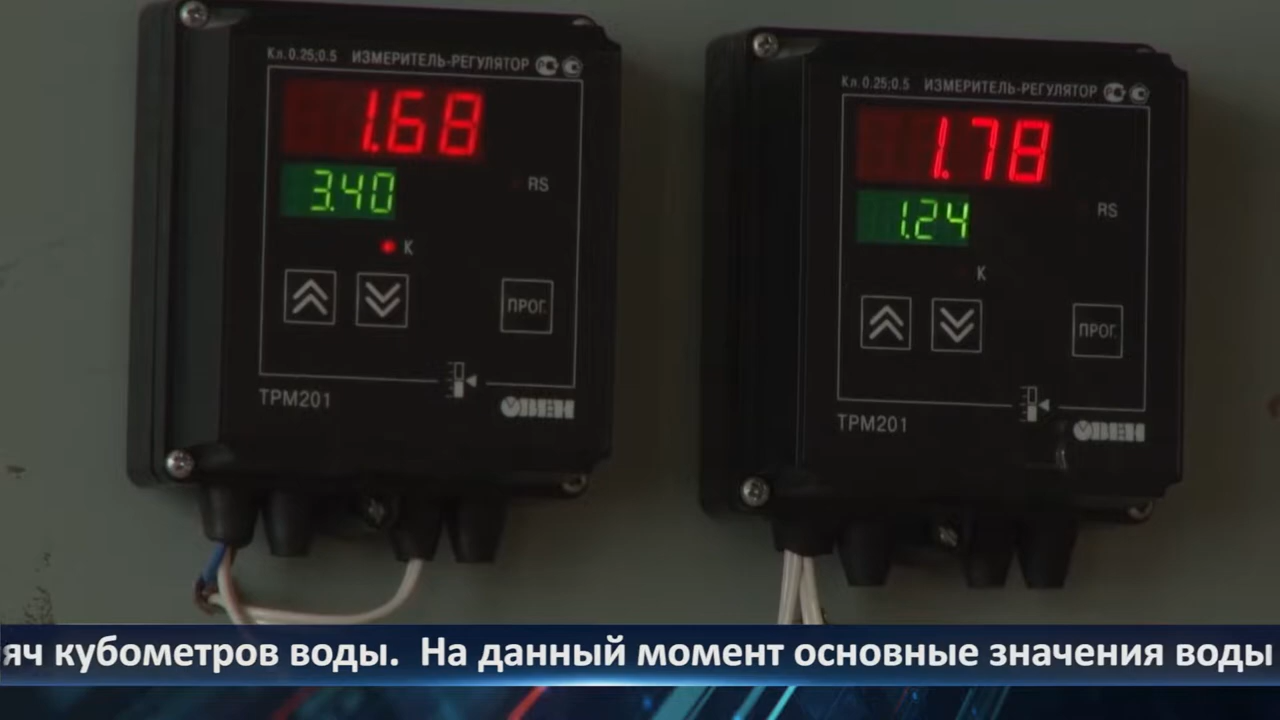 Кл. 0.25;0.5 ИЗМЕРИТЕЛЬ-РЕГУЛЯТОР
1.68
3.40
RS
К
ПРОГ.
ТРМ201
ОВЕН
Кл. 0.25;0.5 ИЗМЕРИТЕЛЬ-РЕГУЛЯТОР
1.78
1.24
RS
К
ПРОГ.
ТРМ201
ОВЕН
яч кубометров воды. На данный момент основные значения воды